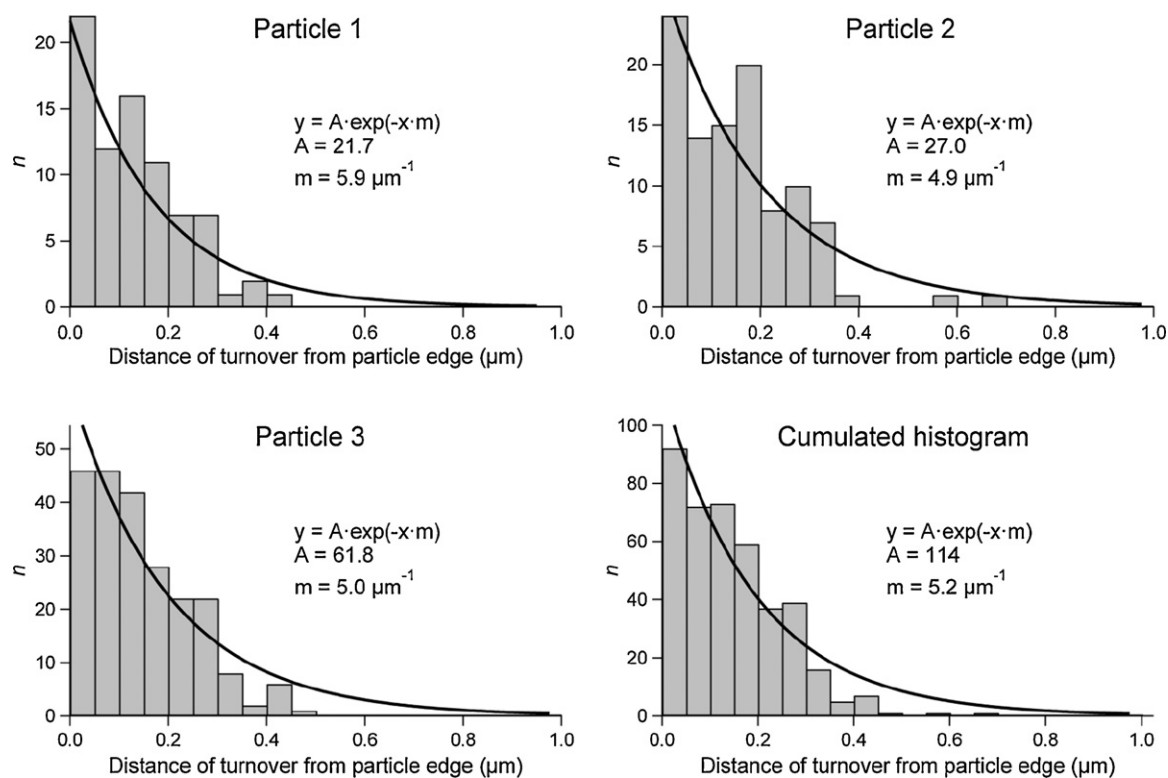 Particle 1
20
15
10
5
0
n
y = A·exp(-x·m)
A = 21.7
m = 5.9 µm⁻¹
0.0 0.2 0.4 0.6 0.8 1.0
Distance of turnover from particle edge (µm)
Particle 2
20
15
10
5
0
n
y = A·exp(-x·m)
A = 27.0
m = 4.9 µm⁻¹
0.0 0.2 0.4 0.6 0.8 1.0
Distance of turnover from particle edge (µm)
Particle 3
50
40
30
20
10
0
n
y = A·exp(-x·m)
A = 61.8
m = 5.0 µm⁻¹
0.0 0.2 0.4 0.6 0.8 1.0
Distance of turnover from particle edge (µm)
Cumulated histogram
100
80
60
40
20
0
n
y = A·exp(-x·m)
A = 114
m = 5.2 µm⁻¹
0.0 0.2 0.4 0.6 0.8 1.0
Distance of turnover from particle edge (µm)